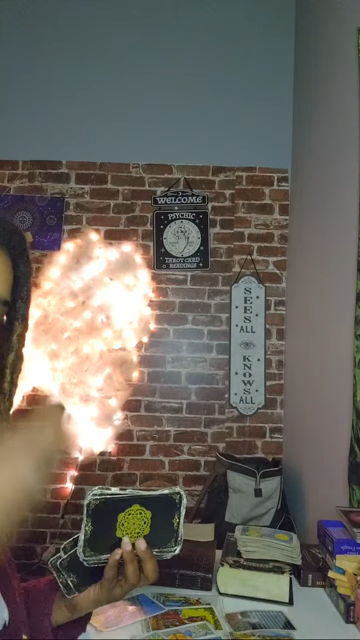 WELCOME
PSYCHIC
TAROT CARD
READINGS
SEES
ALL
KNOWS
ALL